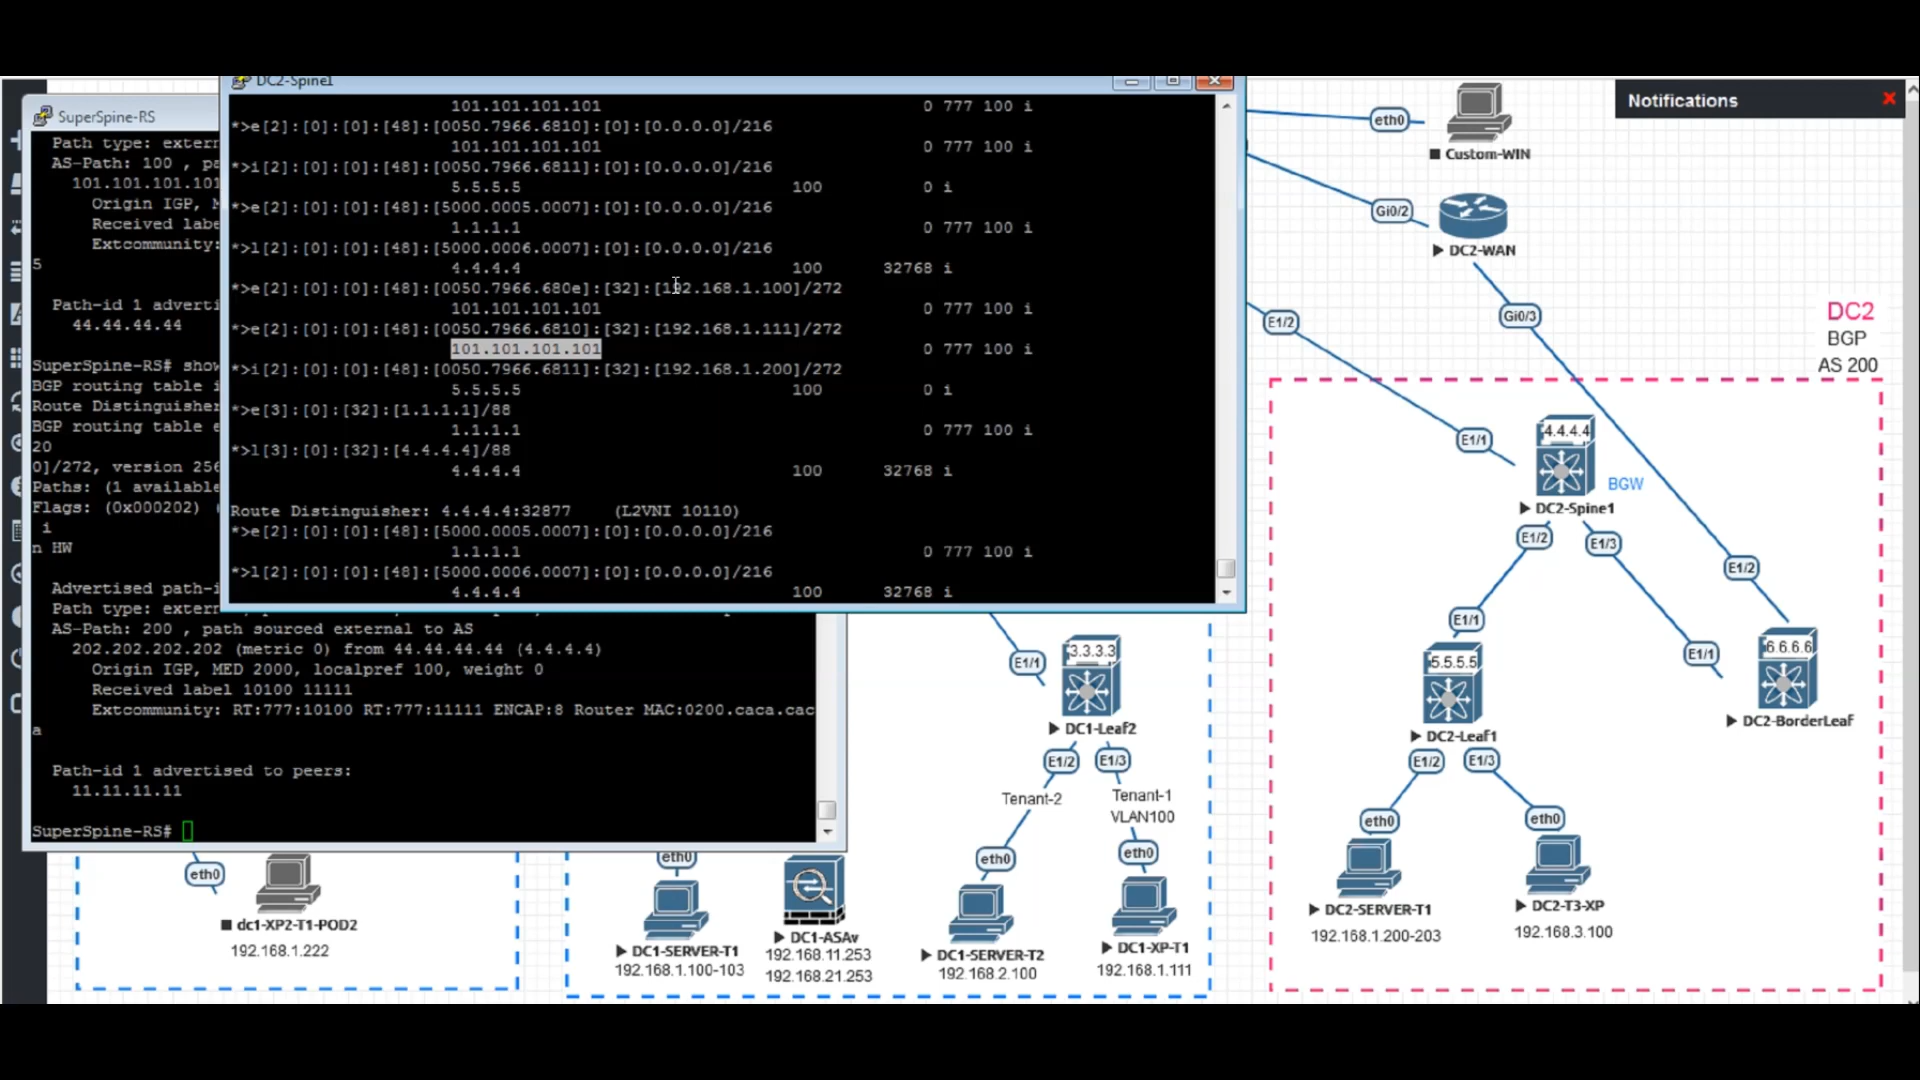 DC2-Spine1
101.101.101.101 0 777 100 i
*>e[2]:[0]:[0]:[48]:[0050.7966.6810]:[0]:[0.0.0.0]/216
101.101.101.101 0 777 100 i
*>i[2]:[0]:[0]:[48]:[0050.7966.6811]:[0]:[0.0.0.0]/216
5.5.5.5 100 0 i
*>e[2]:[0]:[0]:[48]:[5000.0005.0007]:[0]:[0.0.0.0]/216
1.1.1.1 0 777 100 i
*>l[2]:[0]:[0]:[48]:[5000.0006.0007]:[0]:[0.0.0.0]/216
4.4.4.4 100 32768 i
*>e[2]:[0]:[0]:[48]:[0050.7966.680e]:[32]:[192.168.1.100]/272
101.101.101.101 0 777 100 i
*>e[2]:[0]:[0]:[48]:[0050.7966.6810]:[32]:[192.168.1.111]/272
101.101.101.101 0 777 100 i
*>i[2]:[0]:[0]:[48]:[0050.7966.6811]:[32]:[192.168.1.200]/272
5.5.5.5 100 0 i
*>e[3]:[0]:[32]:[1.1.1.1]/88
1.1.1.1 0 777 100 i
*>l[3]:[0]:[32]:[4.4.4.4]/88
4.4.4.4 100 32768 i
Route Distinguisher: 4.4.4.4:32877 (L2VNI 10110)
*>e[2]:[0]:[0]:[48]:[5000.0005.0007]:[0]:[0.0.0.0]/216
1.1.1.1 0 777 100 i
*>l[2]:[0]:[0]:[48]:[5000.0006.0007]:[0]:[0.0.0.0]/216
4.4.4.4 100 32768 i
SuperSpine-RS
Path type: extern
AS-Path: 100 , pa
101.101.101.101
Origin IGP, M
Received labe
Extcommunity:
5
Path-id 1 adverti
44.44.44.44
SuperSpine-RS# show
BGP routing table i
Route Distinguisher
BGP routing table e
20
0]/272, version 256
Paths: (1 available
Flags: (0x000202) (
i
n HW
Advertised path-i
Path type: extern
AS-Path: 200 , path sourced external to AS
202.202.202.202 (metric 0) from 44.44.44.44 (4.4.4.4)
Origin IGP, MED 2000, localpref 100, weight 0
Received label 10100 11111
Extcommunity: RT:777:10100 RT:777:11111 ENCAP:8 Router MAC:0200.caca.cac
a
Path-id 1 advertised to peers:
11.11.11.11
SuperSpine-RS#
Notifications
eth0
Custom-WIN
Gi0/2
DC2-WAN
Gi0/3
E1/2
DC2
BGP
AS 200
E1/1
4.4.4.4
BGW
DC2-Spine1
E1/2
E1/3
E1/2
E1/1
E1/1
5.5.5.5
6.6.6.6
DC2-Leaf1
DC2-BorderLeaf
E1/2
E1/3
eth0
eth0
DC2-SERVER-T1
192.168.1.200-203
DC2-T3-XP
192.168.3.100
E1/1
3.3.3.3
DC1-Leaf2
E1/2
E1/3
Tenant-2
Tenant-1
VLAN100
eth0
eth0
eth0
eth0
dc1-XP2-T1-POD2
192.168.1.222
DC1-SERVER-T1
192.168.1.100-103
DC1-ASAv
192.168.11.253
192.168.21.253
DC1-SERVER-T2
192.168.2.100
DC1-XP-T1
192.168.1.111